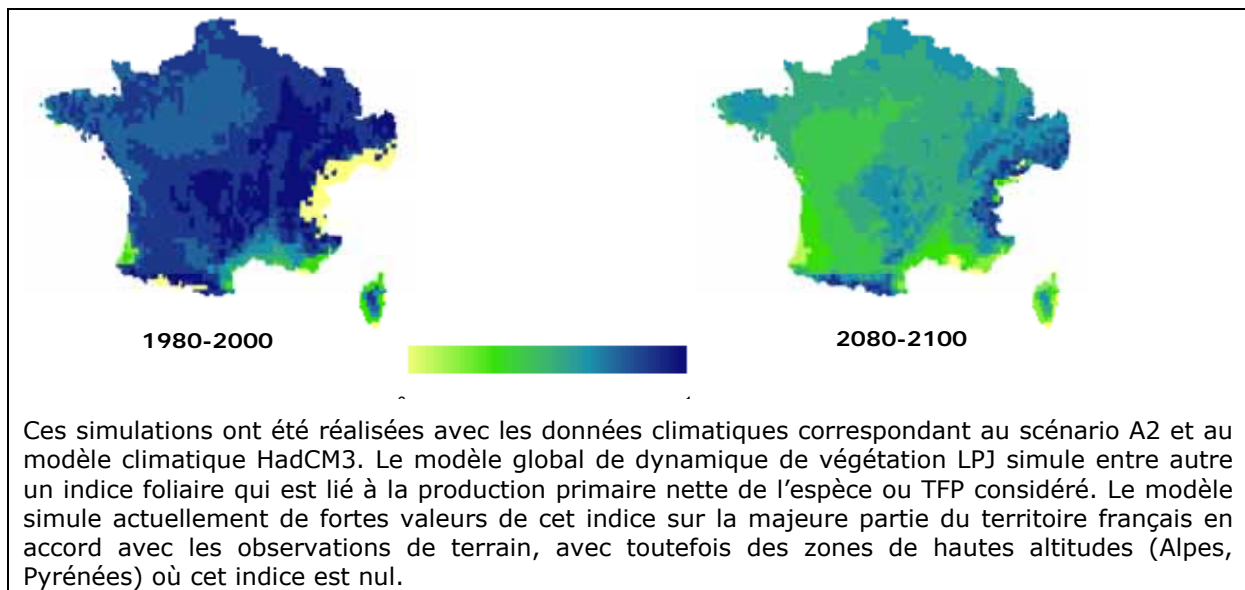 1980-2000
2080-2100
Ces simulations ont été réalisées avec les données climatiques correspondant au scénario A2 et au
modèle climatique HadCM3. Le modèle global de dynamique de végétation LPJ simule entre autre
un indice foliaire qui est lié à la production primaire nette de l’espèce ou TFP considéré. Le modèle
simule actuellement de fortes valeurs de cet indice sur la majeure partie du territoire français en
accord avec les observations de terrain, avec toutefois des zones de hautes altitudes (Alpes,
Pyrénées) où cet indice est nul.